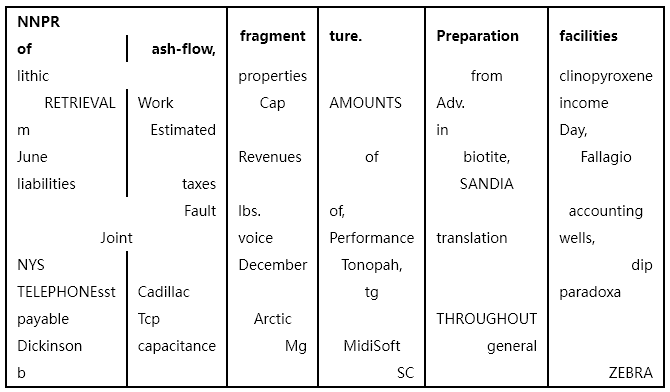 NNPR
of ash-flow, fragment ture. Preparation facilities
lithic properties from clinopyroxene
RETRIEVAL Work Cap AMOUNTS Adv. income
m Estimated in Day,
June Revenues of biotite, Fallagio
liabilities taxes SANDIA
Fault lbs. of, accounting
Joint voice Performance translation wells,
NYS December Tonopah, dip
TELEPHONEsst Cadillac tg paradoxa
payable Tcp Arctic THROUGHOUT
Dickinson capacitance Mg MidiSoft general
b SC ZEBRA